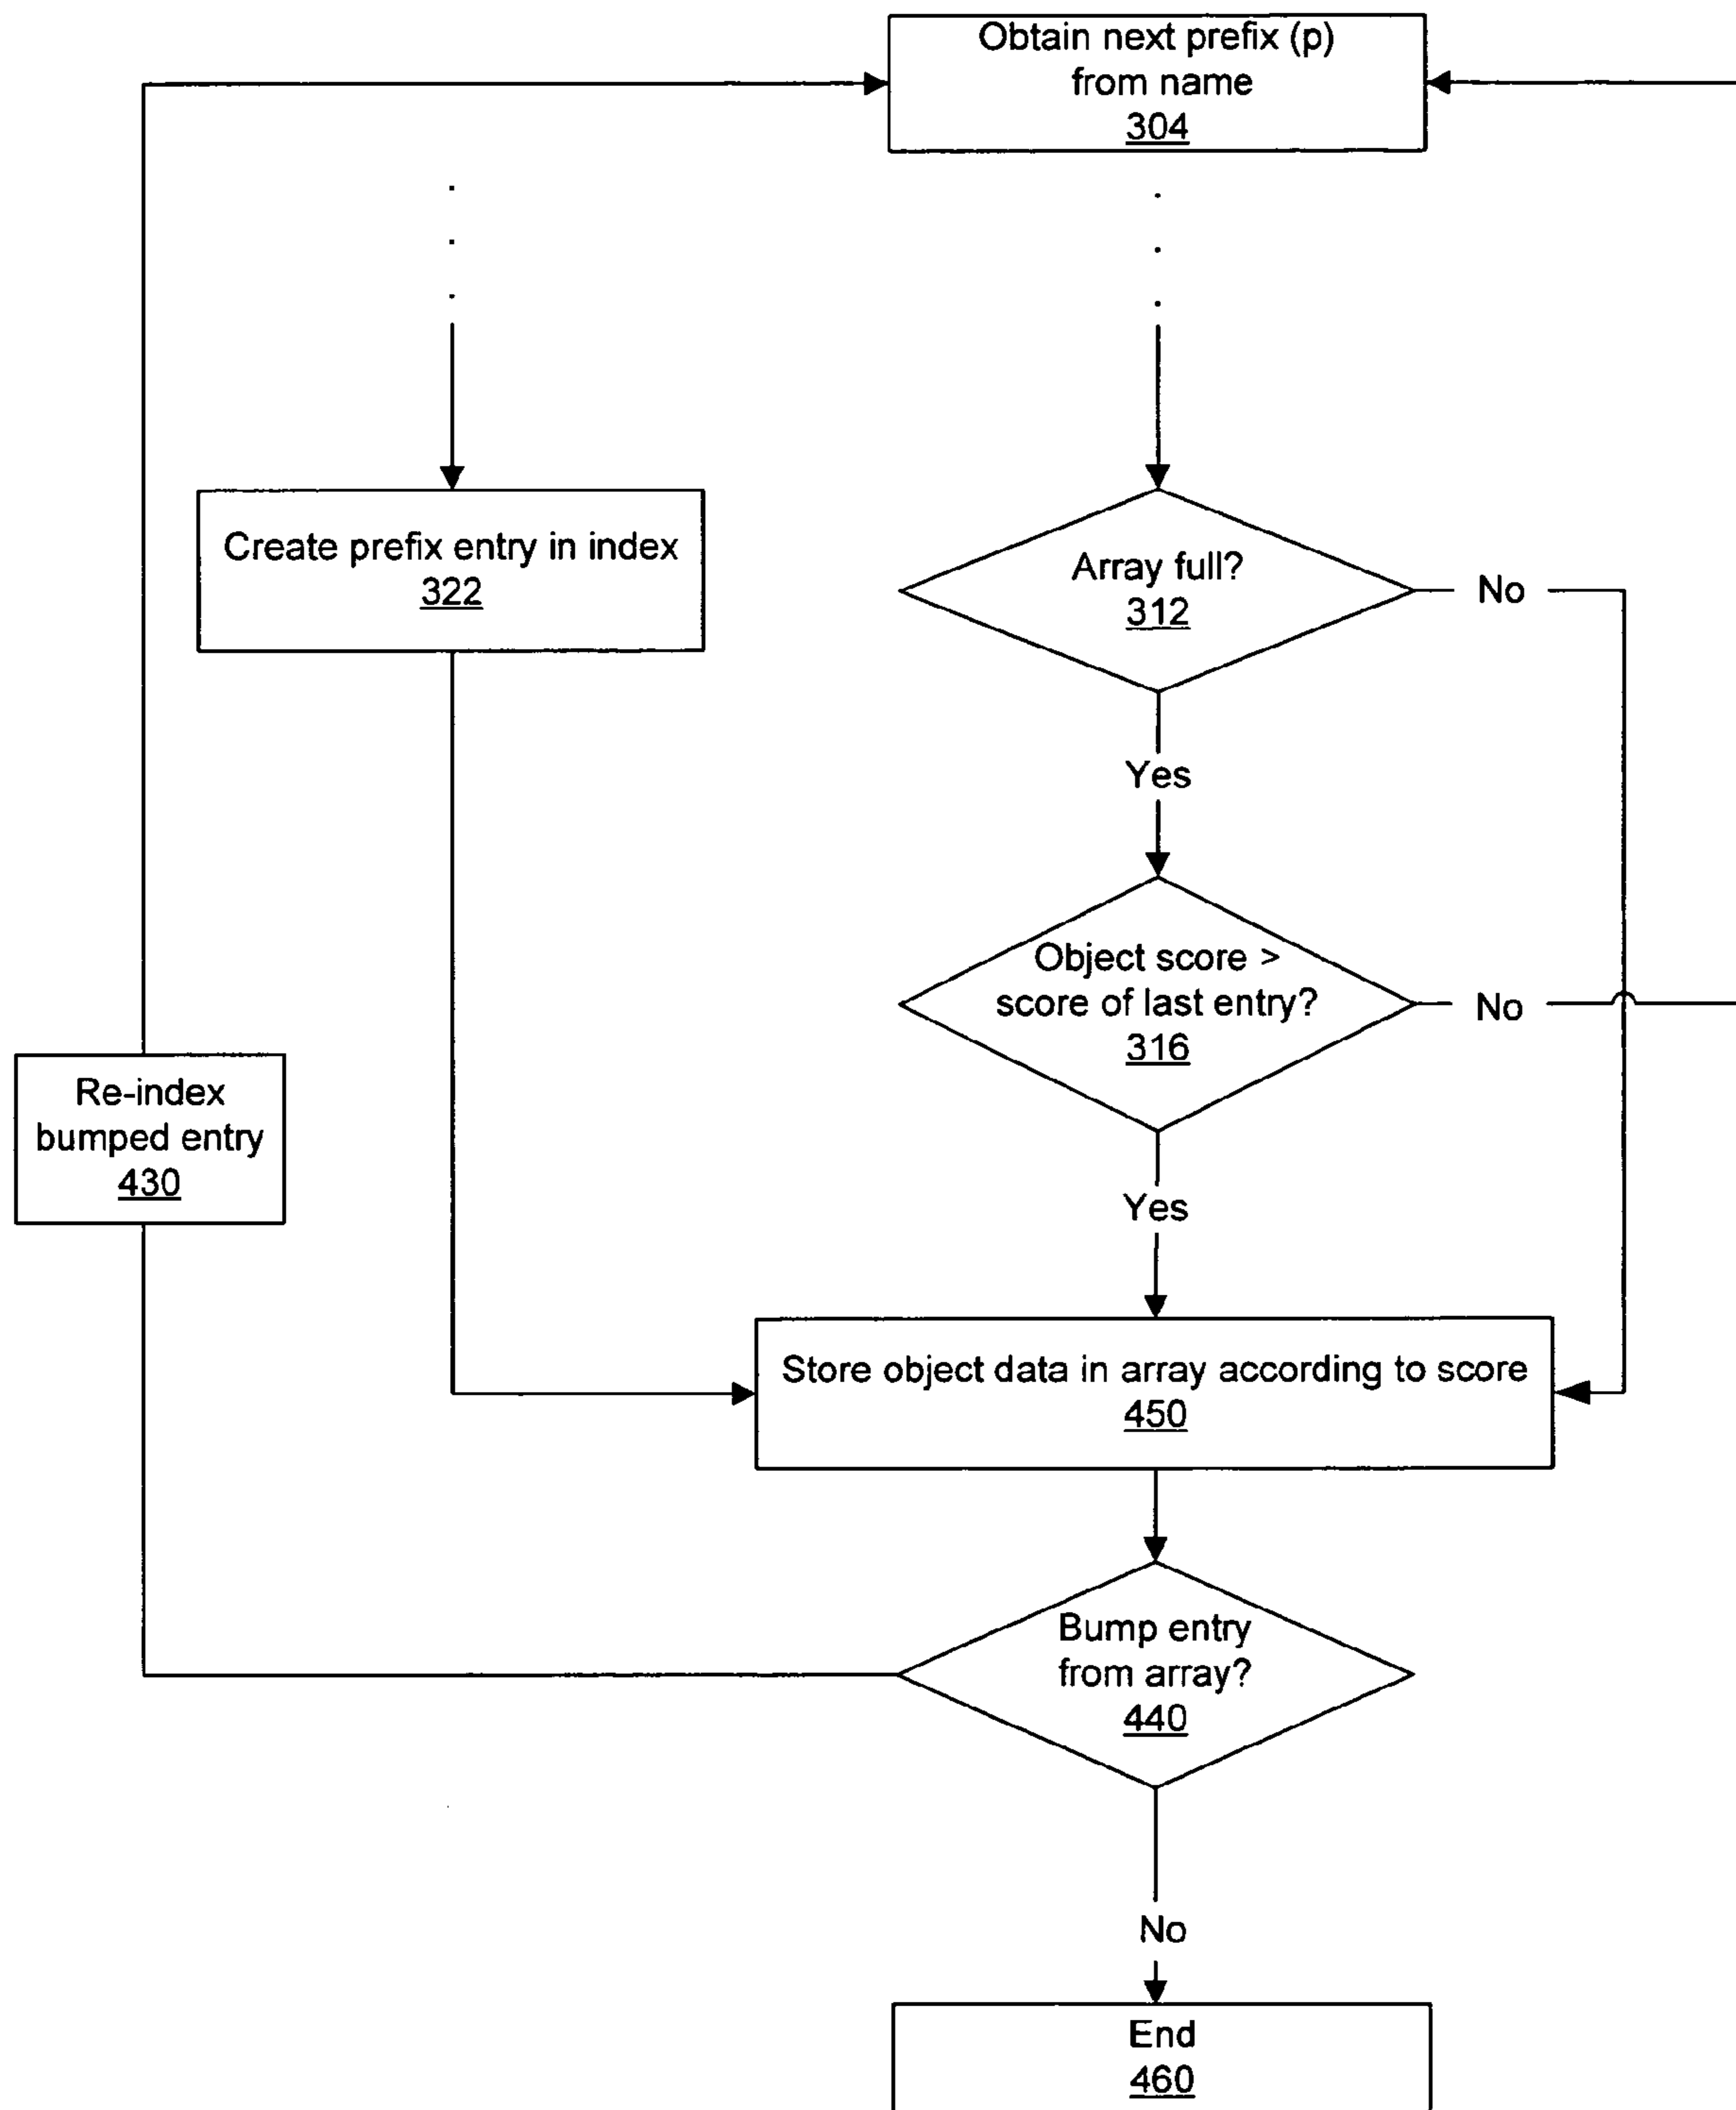 Obtain next prefix (p)
from name
304
Create prefix entry in index
322
Array full?
312
No
Yes
Object score >
score of last entry?
316
No
Re-index
bumped entry
430
Yes
Store object data in array according to score
450
Bump entry
from array?
440
No
End
460